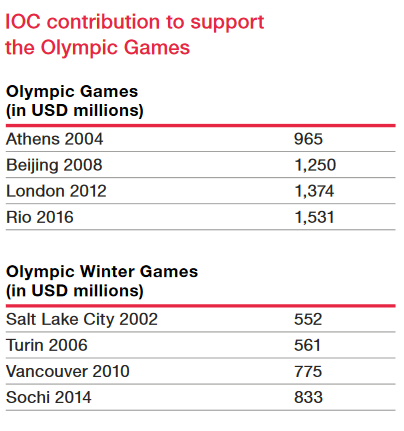 IOC contribution to support
the Olympic Games
Olympic Games
(in USD millions)
Athens 2004 965
Beijing 2008 1,250
London 2012 1,374
Rio 2016 1,531
Olympic Winter Games
(in USD millions)
Salt Lake City 2002 552
Turin 2006 561
Vancouver 2010 775
Sochi 2014 833